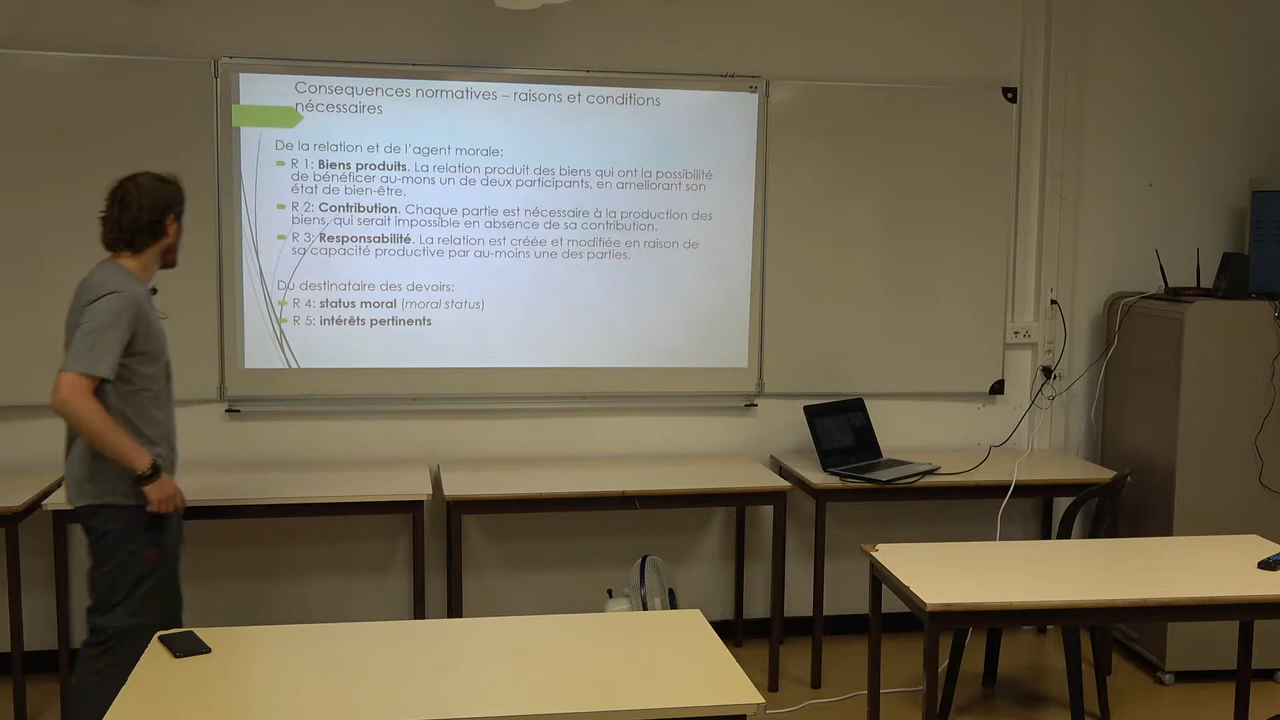 Consequences normatives – raisons et conditions
nécessaires
De la relation et de l'agent morale:
R 1: Biens produits. La relation produit des biens qui ont la possibilité
de bénéficer au-mons un de deux participants, en ameliorant son
état de bien-être.
R 2: Contribution. Chaque partie est nécessaire à la production des
biens, qui serait impossible en absence de sa contribution.
R 3: Responsabilité. La relation est créée et modifiée en raison de
sa capacité productive par au-moins une des parties.
Du destinataire des devoirs:
R 4: status moral (moral status)
R 5: intérêts pertinents